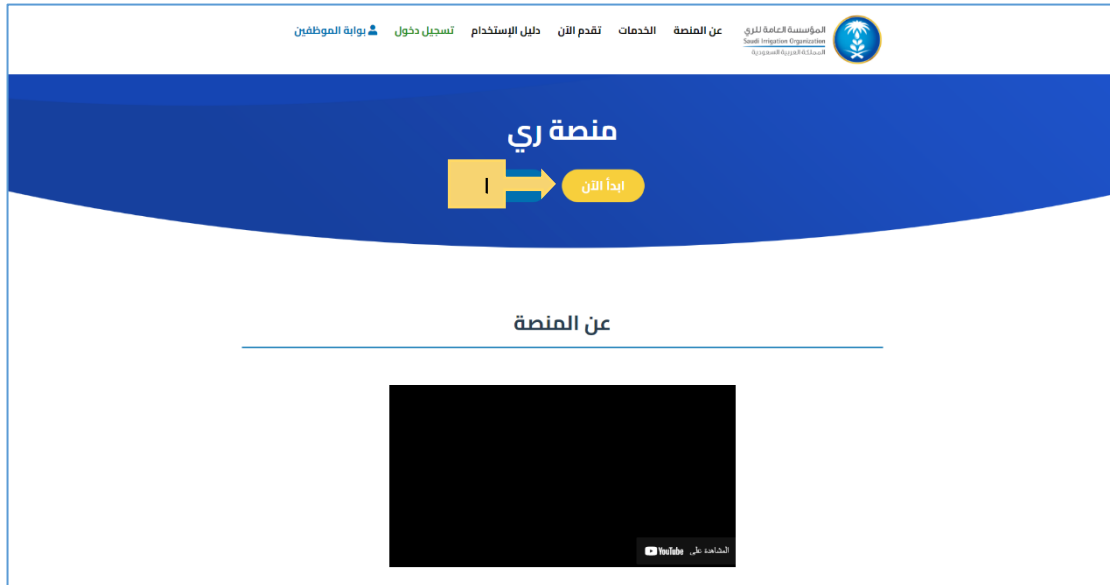 المؤسسة العامة للري
Saudi Irrigation Organization
المملكة العربية السعودية
عن المنصة الخدمات تقدم الآن دليل الإستخدام تسجيل دخول بوابة الموظفين
منصة ري
ابدأ الآن
١
عن المنصة
المشاهدة على YouTube